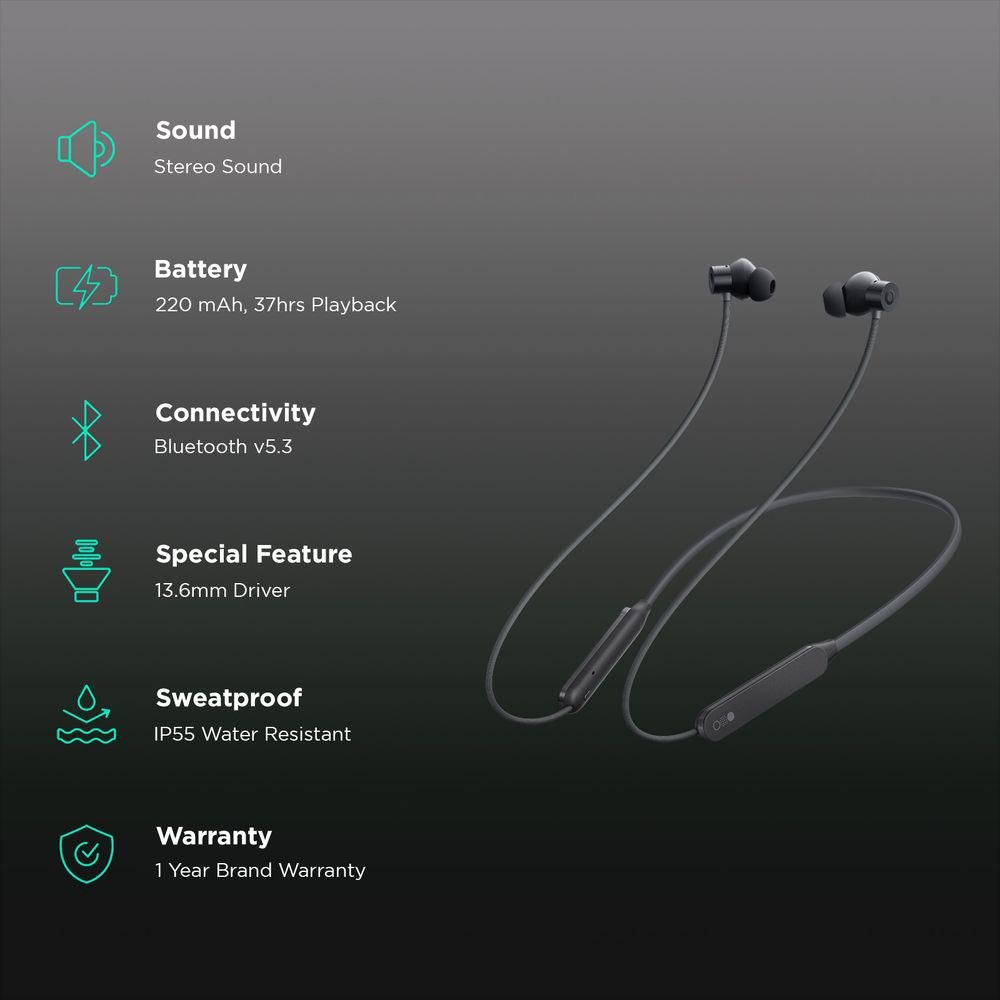 Sound
Stereo Sound
Battery
220 mAh, 37hrs Playback
Connectivity
Bluetooth v5.3
Special Feature
13.6mm Driver
Sweatproof
IP55 Water Resistant
Warranty
1 Year Brand Warranty